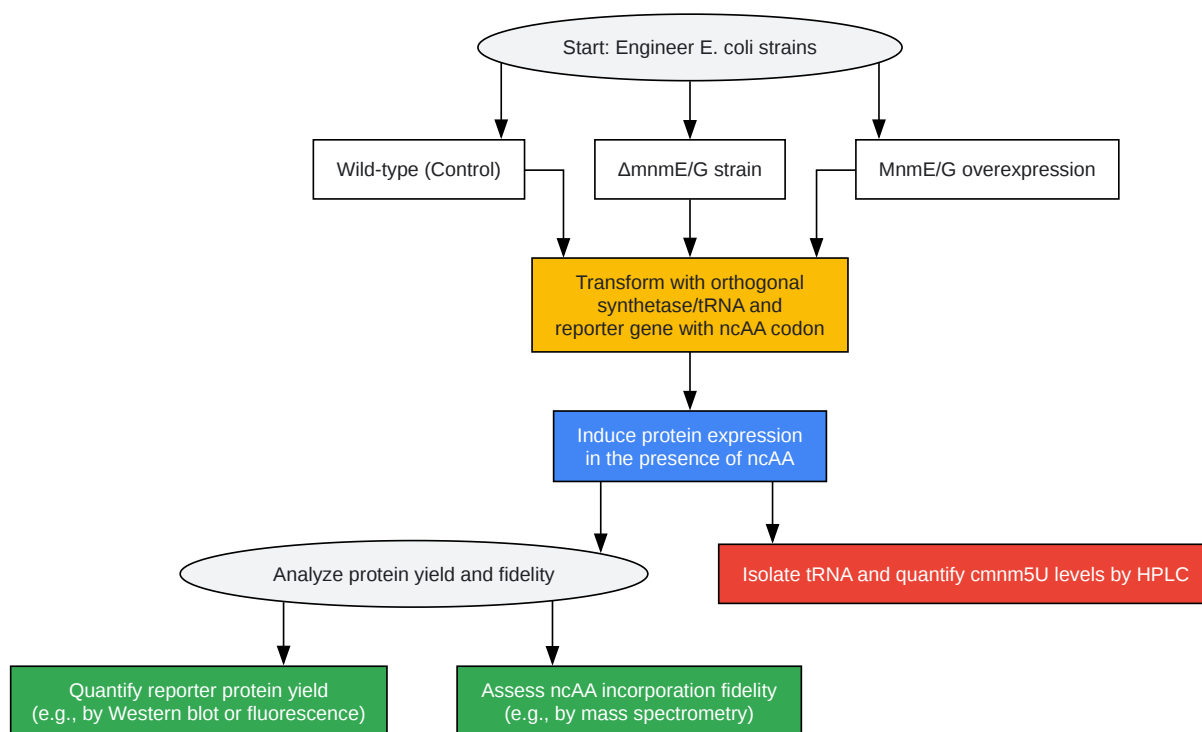 Start: Engineer E. coli strains
Wild-type (Control)
ΔmnmE/G strain
MnmE/G overexpression
Transform with orthogonal
synthetase/tRNA and
reporter gene with ncAA codon
Induce protein expression
in the presence of ncAA
Analyze protein yield and fidelity
Isolate tRNA and quantify cmnm5U levels by HPLC
Quantify reporter protein yield
(e.g., by Western blot or fluorescence)
Assess ncAA incorporation fidelity
(e.g., by mass spectrometry)